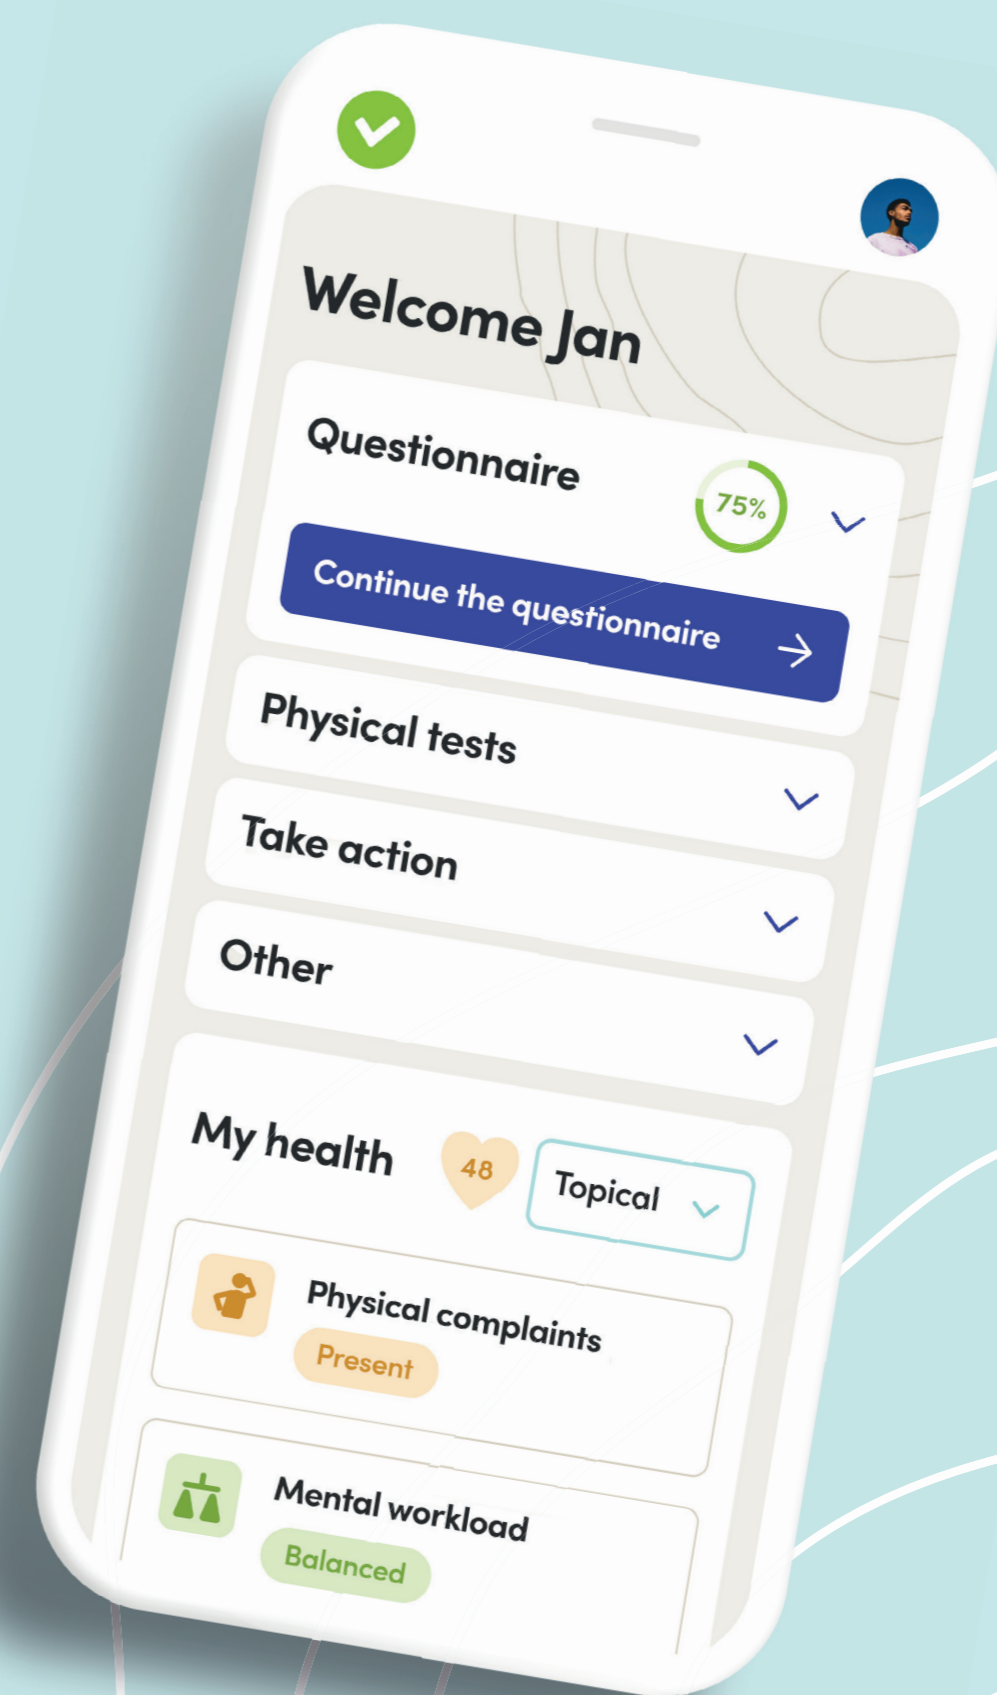 Welcome Jan
Questionnaire
75%
Continue the questionnaire
Physical tests
Take action
Other
My health
48
Topical
Physical complaints
Present
Mental workload
Balanced